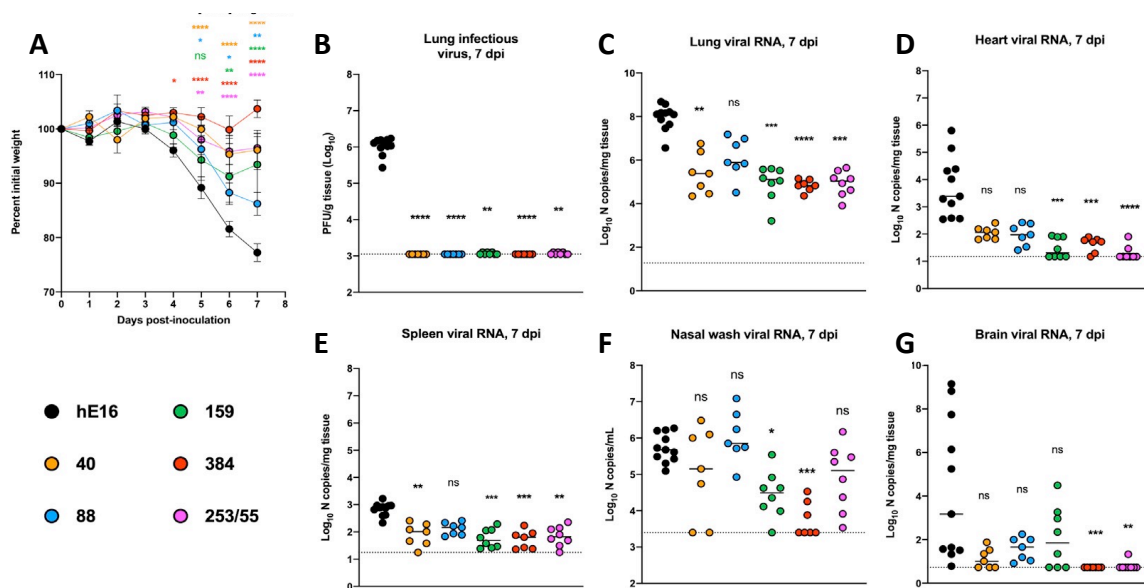 A
**** * ns **** **
**** * ** **** ****
**** ** **** **** ****
*
Percent initial weight
110
100
90
80
70
0 1 2 3 4 5 6 7 8
Days post-inoculation
B
Lung infectious
virus, 7 dpi
PFU/g tissue (Log10)
8
7
6
5
4
3
2
**** **** ** **** **
C
Lung viral RNA, 7 dpi
Log10 N copies/mg tissue
10
8
6
4
2
0
** ns *** **** ***
D
Heart viral RNA, 7 dpi
Log10 N copies/mg tissue
8
7
6
5
4
3
2
1
0
ns ns *** *** ****
hE16
40
88
159
384
253/55
E
Spleen viral RNA, 7 dpi
Log10 N copies/mg tissue
8
7
6
5
4
3
2
1
0
** ns *** *** **
F
Nasal wash viral RNA, 7 dpi
Log10 N copies/mL
8
7
6
5
4
3
2
ns ns * *** ns
G
Brain viral RNA, 7 dpi
Log10 N copies/mg tissue
10
8
6
4
2
0
ns ns ns *** **